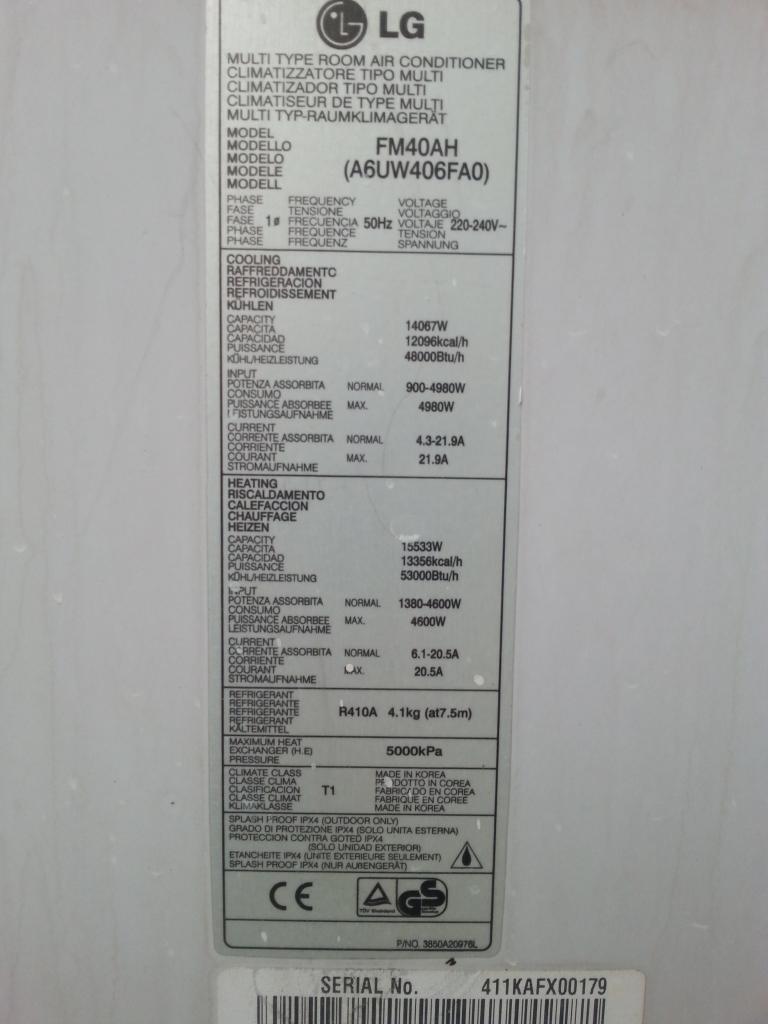 LG
MULTI TYPE ROOM AIR CONDITIONER
CLIMATIZZATORE TIPO MULTI
CLIMATIZADOR TIPO MULTI
CLIMATISEUR DE TYPE MULTI
MULTI TYP-RAUMKLIMAGERÄT
MODEL
MODELLO
MODELO
MODELE
MODELL
FM40AH
(A6UW406FA0)
PHASE FREQUENCY VOLTAGE
FASE TENSIONE VOLTAGGIO
FASE 1ø FRECUENCIA 50Hz VOLTAJE 220-240V~
PHASE FREQUENCE TENSION
PHASE FREQUENZ SPANNUNG
COOLING
RAFFREDDAMENTO
REFRIGERACION
REFROIDISSEMENT
KÜHLEN
CAPACITY
CAPACITA 14067W
CAPACIDAD 12096kcal/h
PUISSANCE
KÜHL/HEIZLEISTUNG 48000Btu/h
INPUT
POTENZA ASSORBITA NORMAL 900-4980W
CONSUMO
PUISSANCE ABSORBEE MAX. 4980W
LEISTUNGSAUFNAHME
CURRENT
CORRENTE ASSORBITA NORMAL 4.3-21.9A
CORRIENTE
COURANT MAX. 21.9A
STROMAUFNAHME
HEATING
RISCALDAMENTO
CALEFACCION
CHAUFFAGE
HEIZEN
CAPACITY
CAPACITA 15533W
CAPACIDAD 13356kcal/h
PUISSANCE
KÜHL/HEIZLEISTUNG 53000Btu/h
INPUT
POTENZA ASSORBITA NORMAL 1380-4600W
CONSUMO
PUISSANCE ABSORBEE MAX. 4600W
LEISTUNGSAUFNAHME
CURRENT
CORRENTE ASSORBITA NORMAL 6.1-20.5A
CORRIENTE
COURANT MAX. 20.5A
STROMAUFNAHME
REFRIGERANT
REFRIGERANTE
REFRIGERANTE R410A 4.1kg (at7.5m)
REFRIGERANT
KÄLTEMITTEL
MAXIMUM HEAT
EXCHANGER (H.E) 5000kPa
PRESSURE
CLIMATE CLASS MADE IN KOREA
CLASSE CLIMA PRODOTTO IN COREA
CLASIFICACION T1 FABRICADO EN COREA
CLASSE CLIMAT FABRIQUE EN COREE
KLIMAKLASSE MADE IN KOREA
SPLASH PROOF IPX4 (OUTDOOR ONLY)
GRADO DI PROTEZIONE IPX4 (SOLO UNITA ESTERNA)
PROTECCION CONTRA GOTED IPX4
(SOLO UNIDAD EXTERIOR)
ETANCHEITE IPX4 (UNITE EXTERIEURE SEULEMENT)
SPLASH PROOF IPX4 (NUR AUßENGERÄT)
CE TÜV Rheinland GS
P/NO. 3850A20976L
SERIAL No. 411KAFX00179